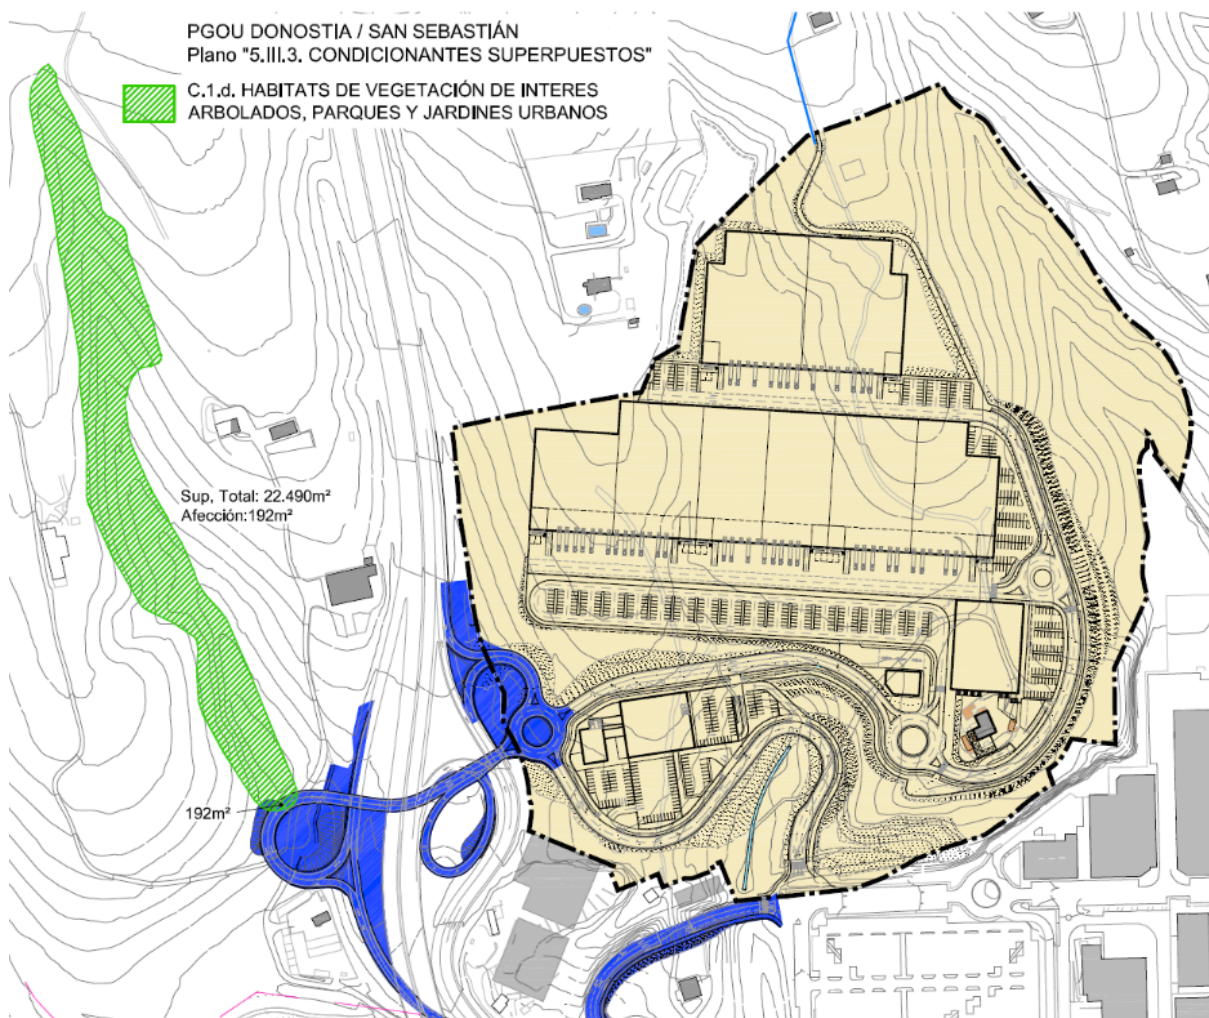 PGOU DONOSTIA / SAN SEBASTIÁN
Plano "5.III.3. CONDICIONANTES SUPERPUESTOS"
C.1.d. HABITATS DE VEGETACIÓN DE INTERES
ARBOLADOS, PARQUES Y JARDINES URBANOS
Sup, Total: 22.490m²
Afección:192m²
192m²